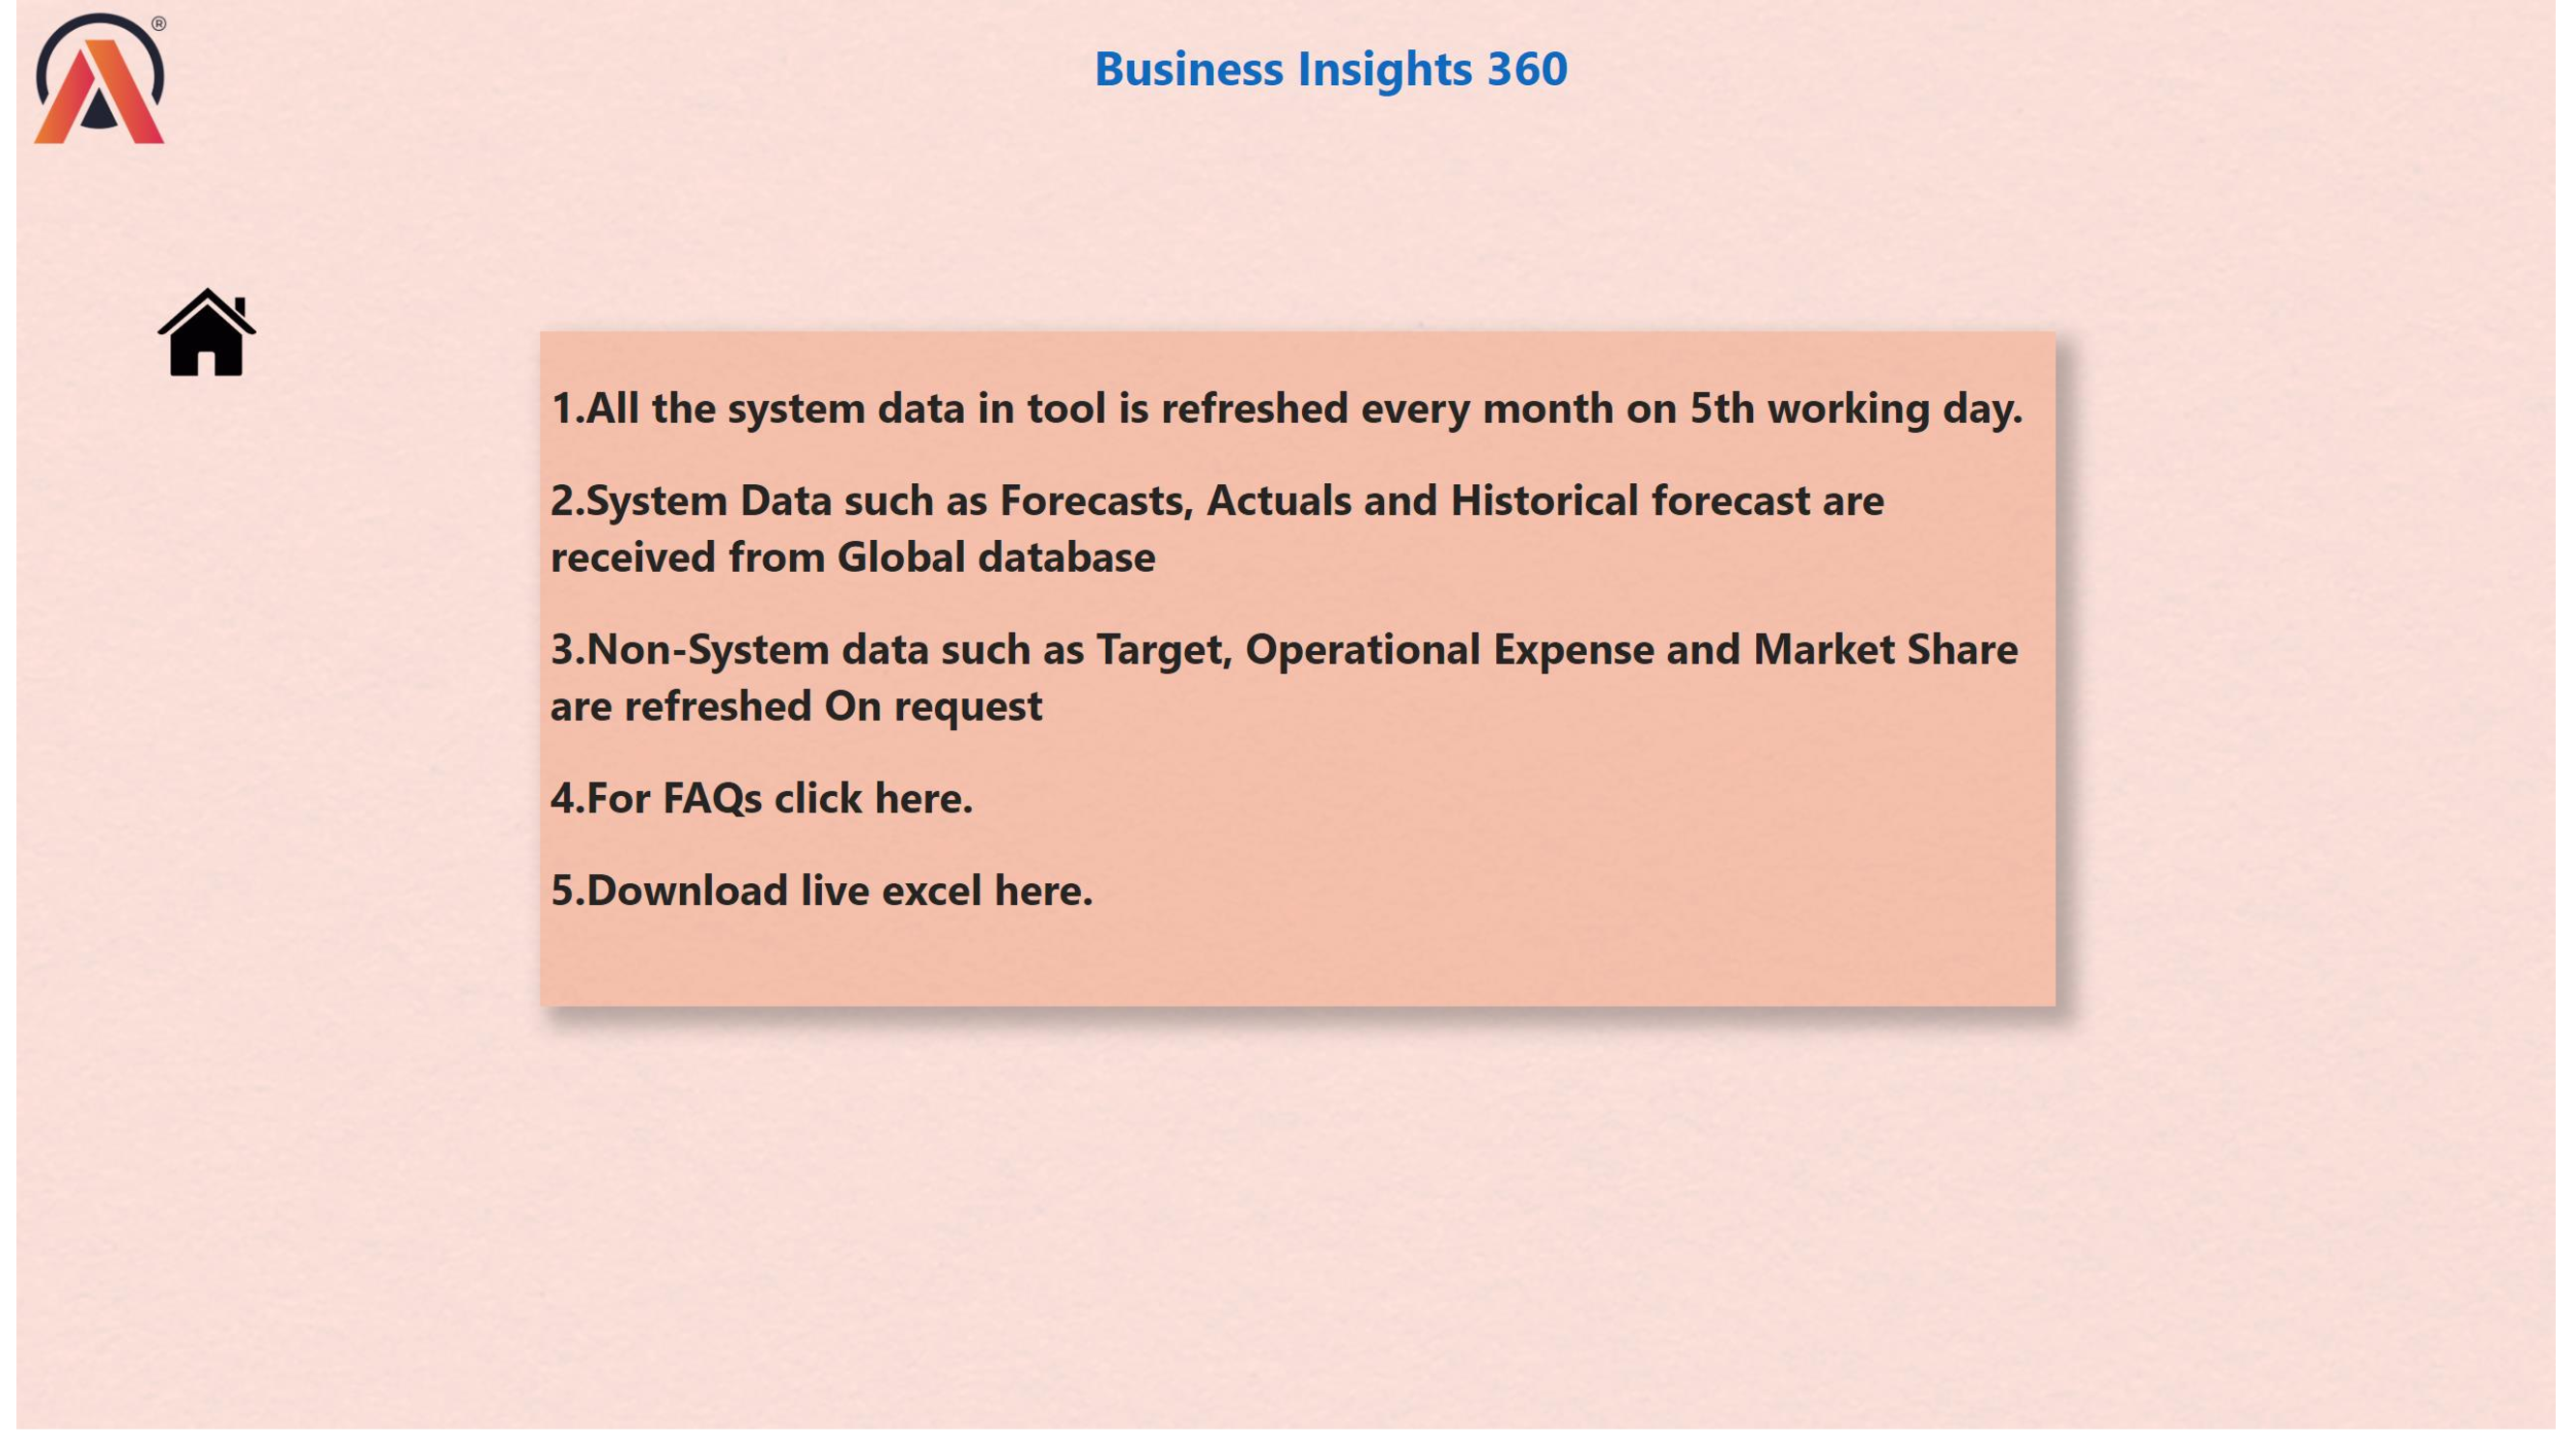 ®
Business Insights 360
1.All the system data in tool is refreshed every month on 5th working day.
2.System Data such as Forecasts, Actuals and Historical forecast are
received from Global database
3.Non-System data such as Target, Operational Expense and Market Share
are refreshed On request
4.For FAQs click here.
5.Download live excel here.